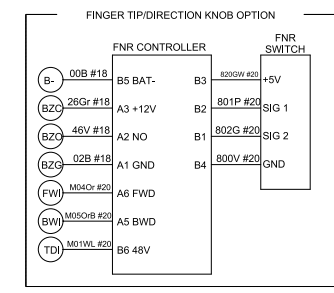 FINGER TIP/DIRECTION KNOB OPTION
FNR CONTROLLER
FNR
SWITCH
B- 00B #18 B5 BAT- B3 820GW #20 +5V
BZC 26Gr #18 A3 +12V B2 801P #20 SIG 1
BZO 46V #18 A2 NO B1 802G #20 SIG 2
BZG 02B #18 A1 GND B4 800V #20 GND
FWI M04Or #20 A6 FWD
BWI M05OrB #20 A5 BWD
TDI M01WL #20 B6 48V